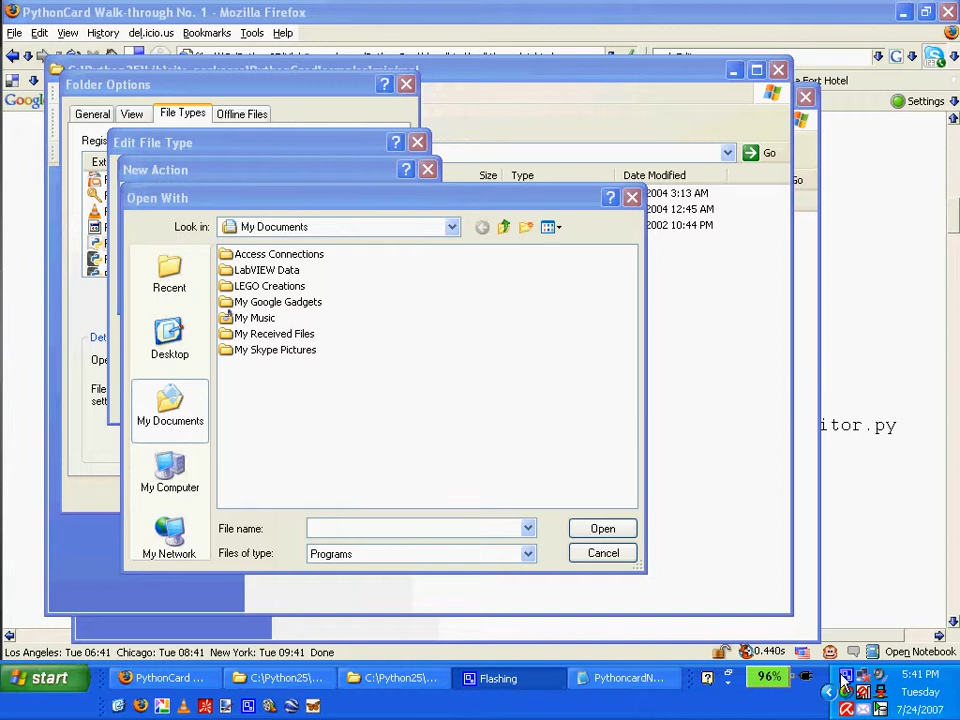 PythonCard Walk-through No. 1 - Mozilla Firefox
File Edit View History del.icio.us Bookmarks Tools Help
Fort Hotel
Settings
Folder Options
General View File Types Offline Files
Edit File Type
New Action
Go
Size Type Date Modified
2004 3:13 AM
2004 12:45 AM
2002 10:44 PM
Open With
Look in: My Documents
Recent
Desktop
My Documents
My Computer
My Network
Access Connections
LabVIEW Data
LEGO Creations
My Google Gadgets
My Music
My Received Files
My Skype Pictures
File name:
Open
Files of type: Programs
Cancel
itor.py
Los Angeles: Tue 06:41 Chicago: Tue 08:41 New York: Tue 09:41 Done
0.440s
Open Notebook
start
PythonCard ...
C:\Python25\...
C:\Python25\...
Flashing
PythoncardN...
96%
5:41 PM
Tuesday
7/24/2007